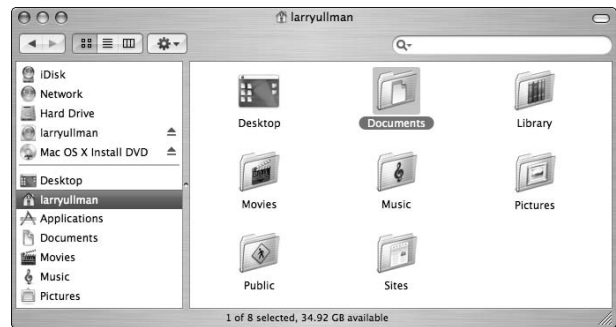 larryullman
iDisk
Network
Hard Drive
larryullman
Mac OS X Install DVD
Desktop
larryullman
Applications
Documents
Movies
Music
Pictures
Desktop
Documents
Library
Movies
Music
Pictures
Public
Sites
1 of 8 selected, 34.92 GB available